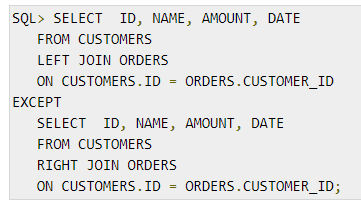 SQL> SELECT  ID, NAME, AMOUNT, DATE
   FROM CUSTOMERS
   LEFT JOIN ORDERS
   ON CUSTOMERS.ID = ORDERS.CUSTOMER_ID
EXCEPT
   SELECT  ID, NAME, AMOUNT, DATE
   FROM CUSTOMERS
   RIGHT JOIN ORDERS
   ON CUSTOMERS.ID = ORDERS.CUSTOMER_ID;